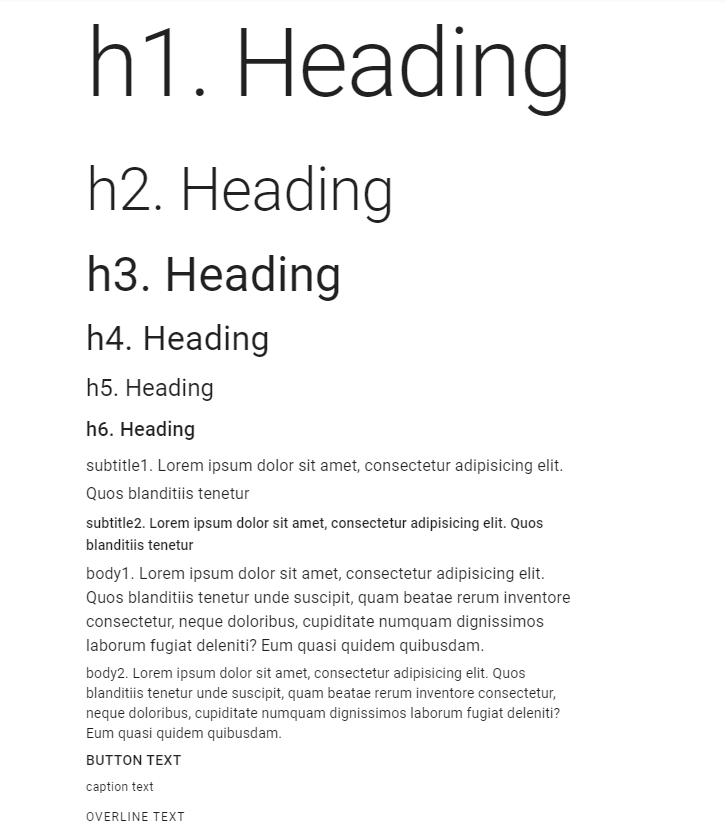 h1. Heading
h2. Heading
h3. Heading
h4. Heading
h5. Heading
h6. Heading
subtitle1. Lorem ipsum dolor sit amet, consectetur adipisicing elit.
Quos blanditiis tenetur
subtitle2. Lorem ipsum dolor sit amet, consectetur adipisicing elit. Quos
blanditiis tenetur
body1. Lorem ipsum dolor sit amet, consectetur adipisicing elit.
Quos blanditiis tenetur unde suscipit, quam beatae rerum inventore
consectetur, neque doloribus, cupiditate numquam dignissimos
laborum fugiat deleniti? Eum quasi quidem quibusdam.
body2. Lorem ipsum dolor sit amet, consectetur adipisicing elit. Quos
blanditiis tenetur unde suscipit, quam beatae rerum inventore consectetur,
neque doloribus, cupiditate numquam dignissimos laborum fugiat deleniti?
Eum quasi quidem quibusdam.
BUTTON TEXT
caption text
OVERLINE TEXT